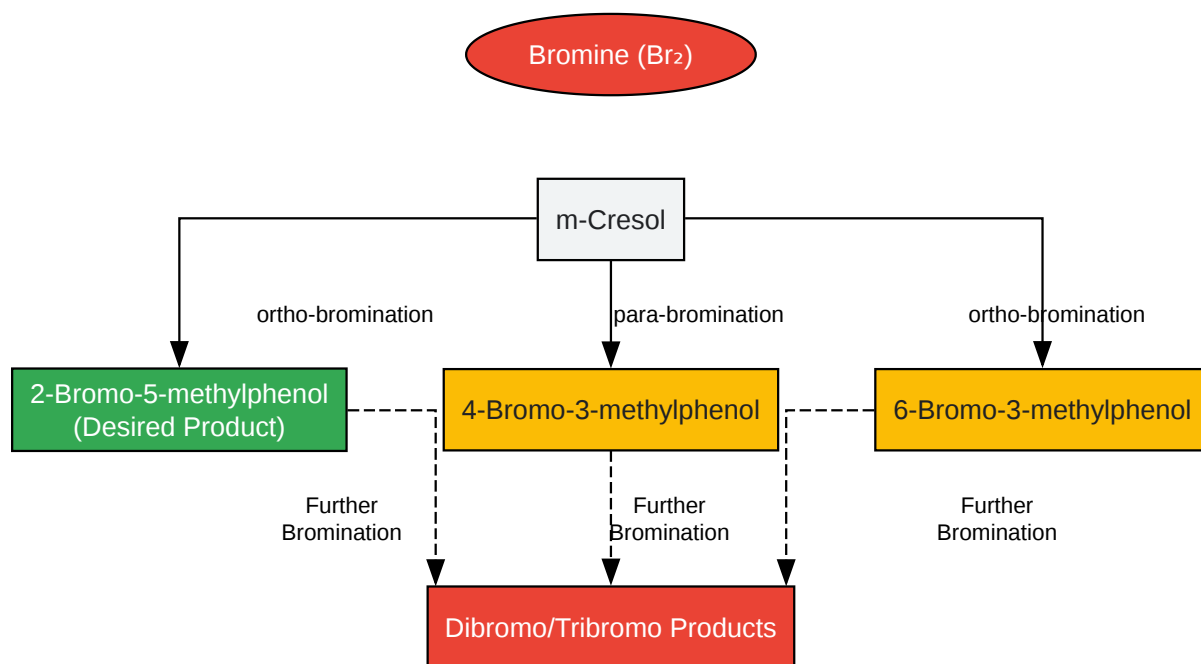 Bromine (Br₂)
m-Cresol
ortho-bromination
para-bromination
ortho-bromination
2-Bromo-5-methylphenol
(Desired Product)
4-Bromo-3-methylphenol
6-Bromo-3-methylphenol
Further
Bromination
Further
Bromination
Further
Bromination
Dibromo/Tribromo Products